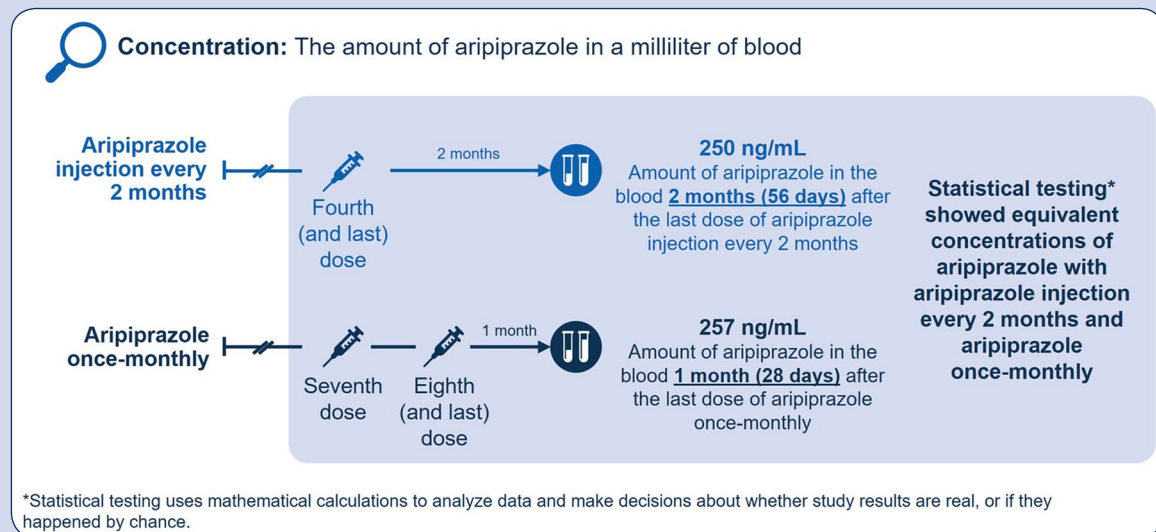 Concentration: The amount of aripiprazole in a milliliter of blood
Aripiprazole
injection every
2 months
Fourth
(and last)
dose
2 months
250 ng/mL
Amount of aripiprazole in the
blood 2 months (56 days) after
the last dose of aripiprazole
injection every 2 months
Aripiprazole
once-monthly
Seventh
dose
Eighth
(and last)
dose
1 month
257 ng/mL
Amount of aripiprazole in the
blood 1 month (28 days) after
the last dose of aripiprazole
once-monthly
Statistical testing*
showed equivalent
concentrations of
aripiprazole with
aripiprazole injection
every 2 months and
aripiprazole
once-monthly
*Statistical testing uses mathematical calculations to analyze data and make decisions about whether study results are real, or if they
happened by chance.